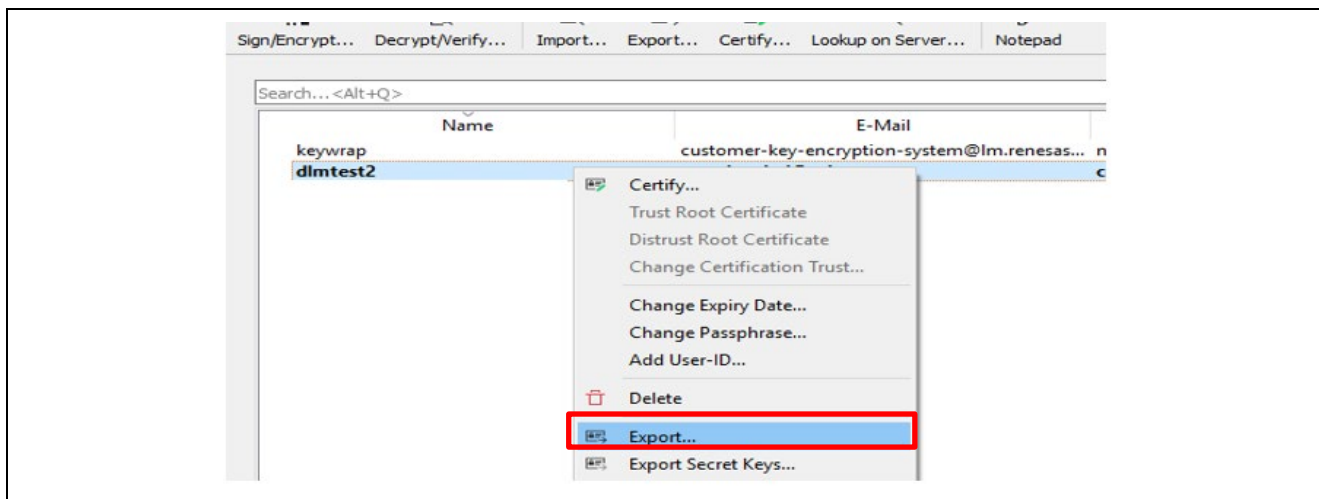 Sign/Encrypt... Decrypt/Verify... Import... Export... Certify... Lookup on Server... Notepad
Search...<Alt+Q>
Name E-Mail
keywrap customer-key-encryption-system@lm.renesas...
dlmtest2
Certify...
Trust Root Certificate
Distrust Root Certificate
Change Certification Trust...
Change Expiry Date...
Change Passphrase...
Add User-ID...
Delete
Export...
Export Secret Keys...